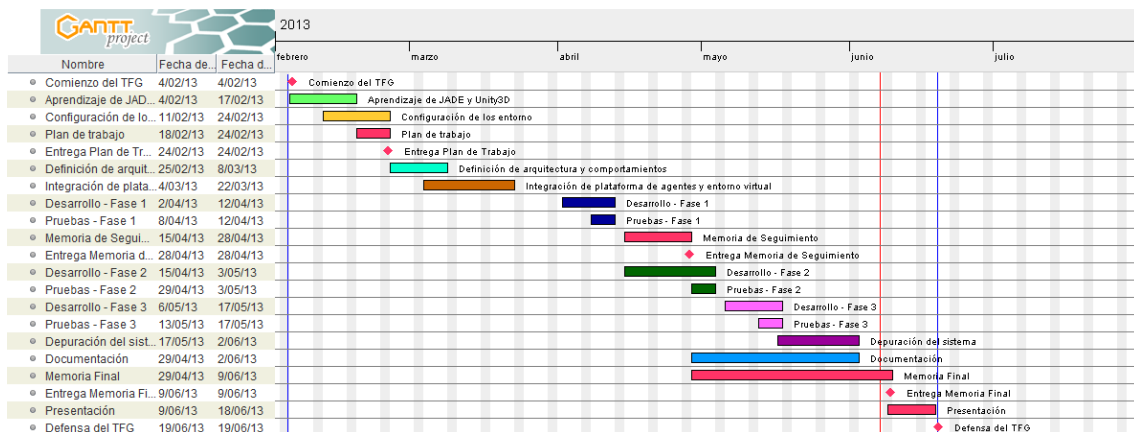 GANTT
project
2013
febrero marzo abril mayo junio julio
Nombre Fecha de... Fecha d...
Comienzo del TFG 4/02/13 4/02/13 Comienzo del TFG
Aprendizaje de JAD... 4/02/13 17/02/13 Aprendizaje de JADE y Unity3D
Configuración de lo... 11/02/13 24/02/13 Configuración de los entorno
Plan de trabajo 18/02/13 24/02/13 Plan de trabajo
Entrega Plan de Tr... 24/02/13 24/02/13 Entrega Plan de Trabajo
Definición de arquit... 25/02/13 8/03/13 Definición de arquitectura y comportamientos
Integración de plata... 4/03/13 22/03/13 Integración de plataforma de agentes y entorno virtual
Desarrollo - Fase 1 2/04/13 12/04/13 Desarrollo - Fase 1
Pruebas - Fase 1 8/04/13 12/04/13 Pruebas - Fase 1
Memoria de Segui... 15/04/13 28/04/13 Memoria de Seguimiento
Entrega Memoria d... 28/04/13 28/04/13 Entrega Memoria de Seguimiento
Desarrollo - Fase 2 15/04/13 3/05/13 Desarrollo - Fase 2
Pruebas - Fase 2 29/04/13 3/05/13 Pruebas - Fase 2
Desarrollo - Fase 3 6/05/13 17/05/13 Desarrollo - Fase 3
Pruebas - Fase 3 13/05/13 17/05/13 Pruebas - Fase 3
Depuración del sist... 17/05/13 2/06/13 Depuración del sistema
Documentación 29/04/13 2/06/13 Documentación
Memoria Final 29/04/13 9/06/13 Memoria Final
Entrega Memoria Fi... 9/06/13 9/06/13 Entrega Memoria Final
Presentación 9/06/13 18/06/13 Presentación
Defensa del TFG 19/06/13 19/06/13 Defensa del TFG